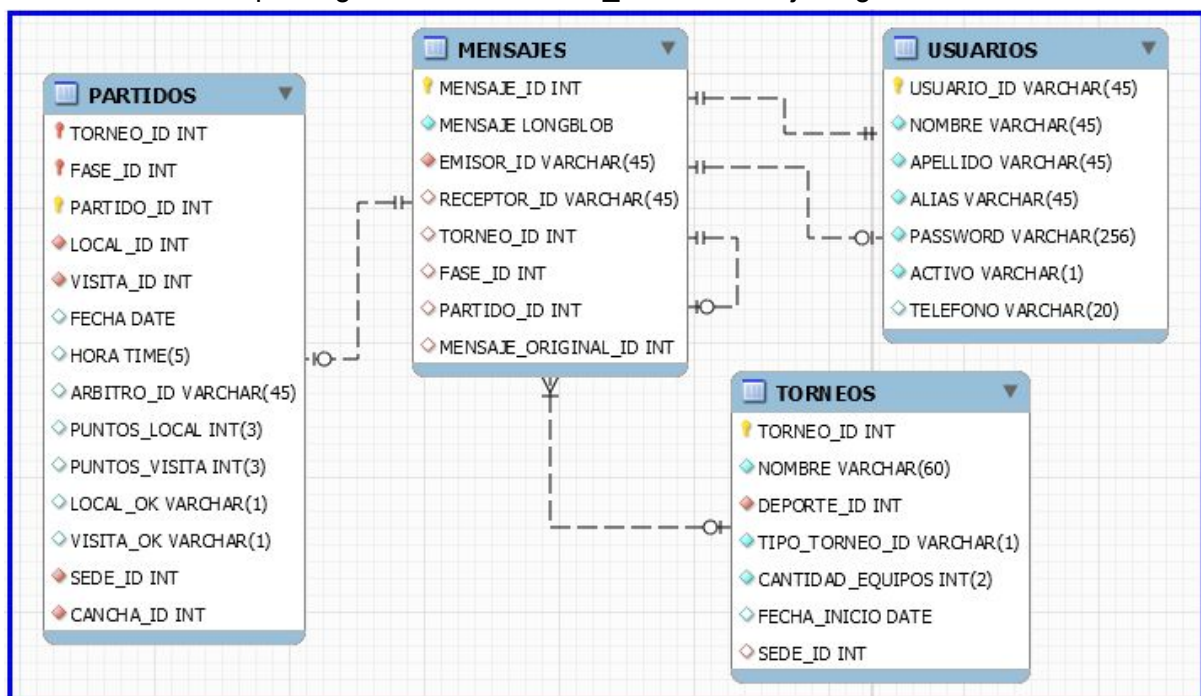 PARTIDOS
TORNEO_ID INT
FASE_ID INT
PARTIDO_ID INT
LOCAL_ID INT
VISITA_ID INT
FECHA DATE
HORA TIME(5)
ARBITRO_ID VARCHAR(45)
PUNTOS_LOCAL INT(3)
PUNTOS_VISITA INT(3)
LOCAL_OK VARCHAR(1)
VISITA_OK VARCHAR(1)
SEDE_ID INT
CANCHA_ID INT
MENSAJES
MENSAJE_ID INT
MENSAJE LONGBLOB
EMISOR_ID VARCHAR(45)
RECEPTOR_ID VARCHAR(45)
TORNEO_ID INT
FASE_ID INT
PARTIDO_ID INT
MENSAJE_ORIGINAL_ID INT
USUARIOS
USUARIO_ID VARCHAR(45)
NOMBRE VARCHAR(45)
APELLIDO VARCHAR(45)
ALIAS VARCHAR(45)
PASSWORD VARCHAR(256)
ACTIVO VARCHAR(1)
TELEFONO VARCHAR(20)
TORNEOS
TORNEO_ID INT
NOMBRE VARCHAR(60)
DEPORTE_ID INT
TIPO_TORNEO_ID VARCHAR(1)
CANTIDAD_EQUIPOS INT(2)
FECHA_INICIO DATE
SEDE_ID INT